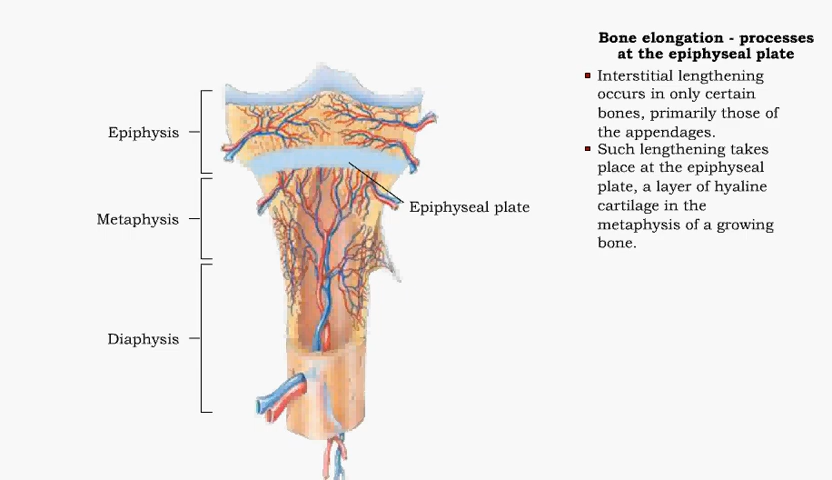 Bone elongation - processes
at the epiphyseal plate
Interstitial lengthening
occurs in only certain
bones, primarily those of
the appendages.
Such lengthening takes
place at the epiphyseal
plate, a layer of hyaline
cartilage in the
metaphysis of a growing
bone.
Epiphysis
Metaphysis
Epiphyseal plate
Diaphysis